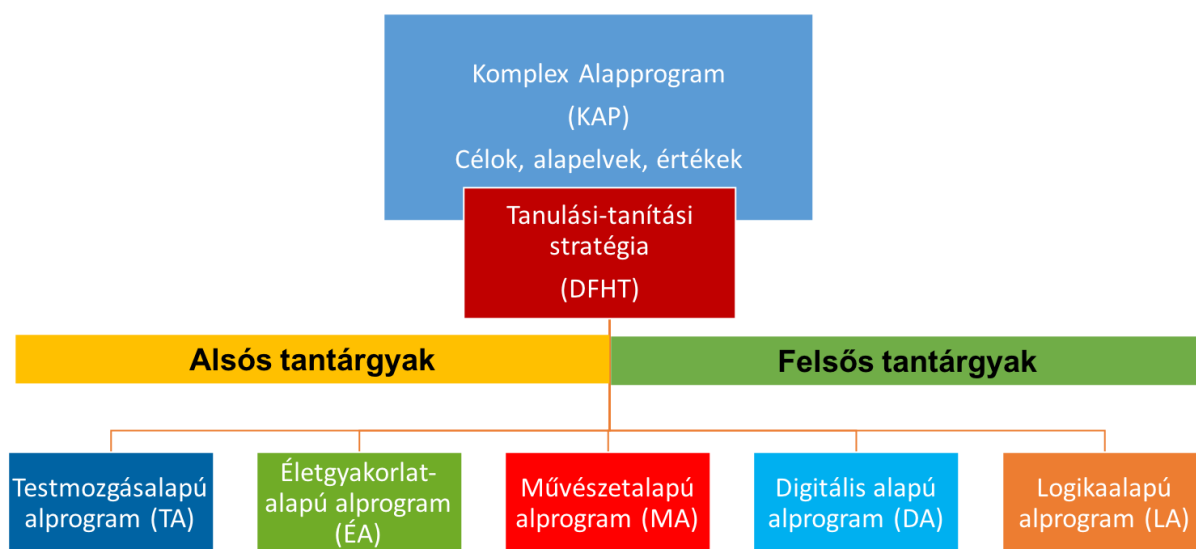 Komplex Alapprogram
(KAP)
Célok, alapelvek, értékek
Tanulási-tanítási
stratégia
(DFHT)
Alsós tantárgyak
Felsős tantárgyak
Testmozgásalapú
alprogram (TA)
Életgyakorlat-
alapú alprogram
(ÉA)
Művészetalapú
alprogram (MA)
Digitális alapú
alprogram (DA)
Logikaalapú
alprogram (LA)